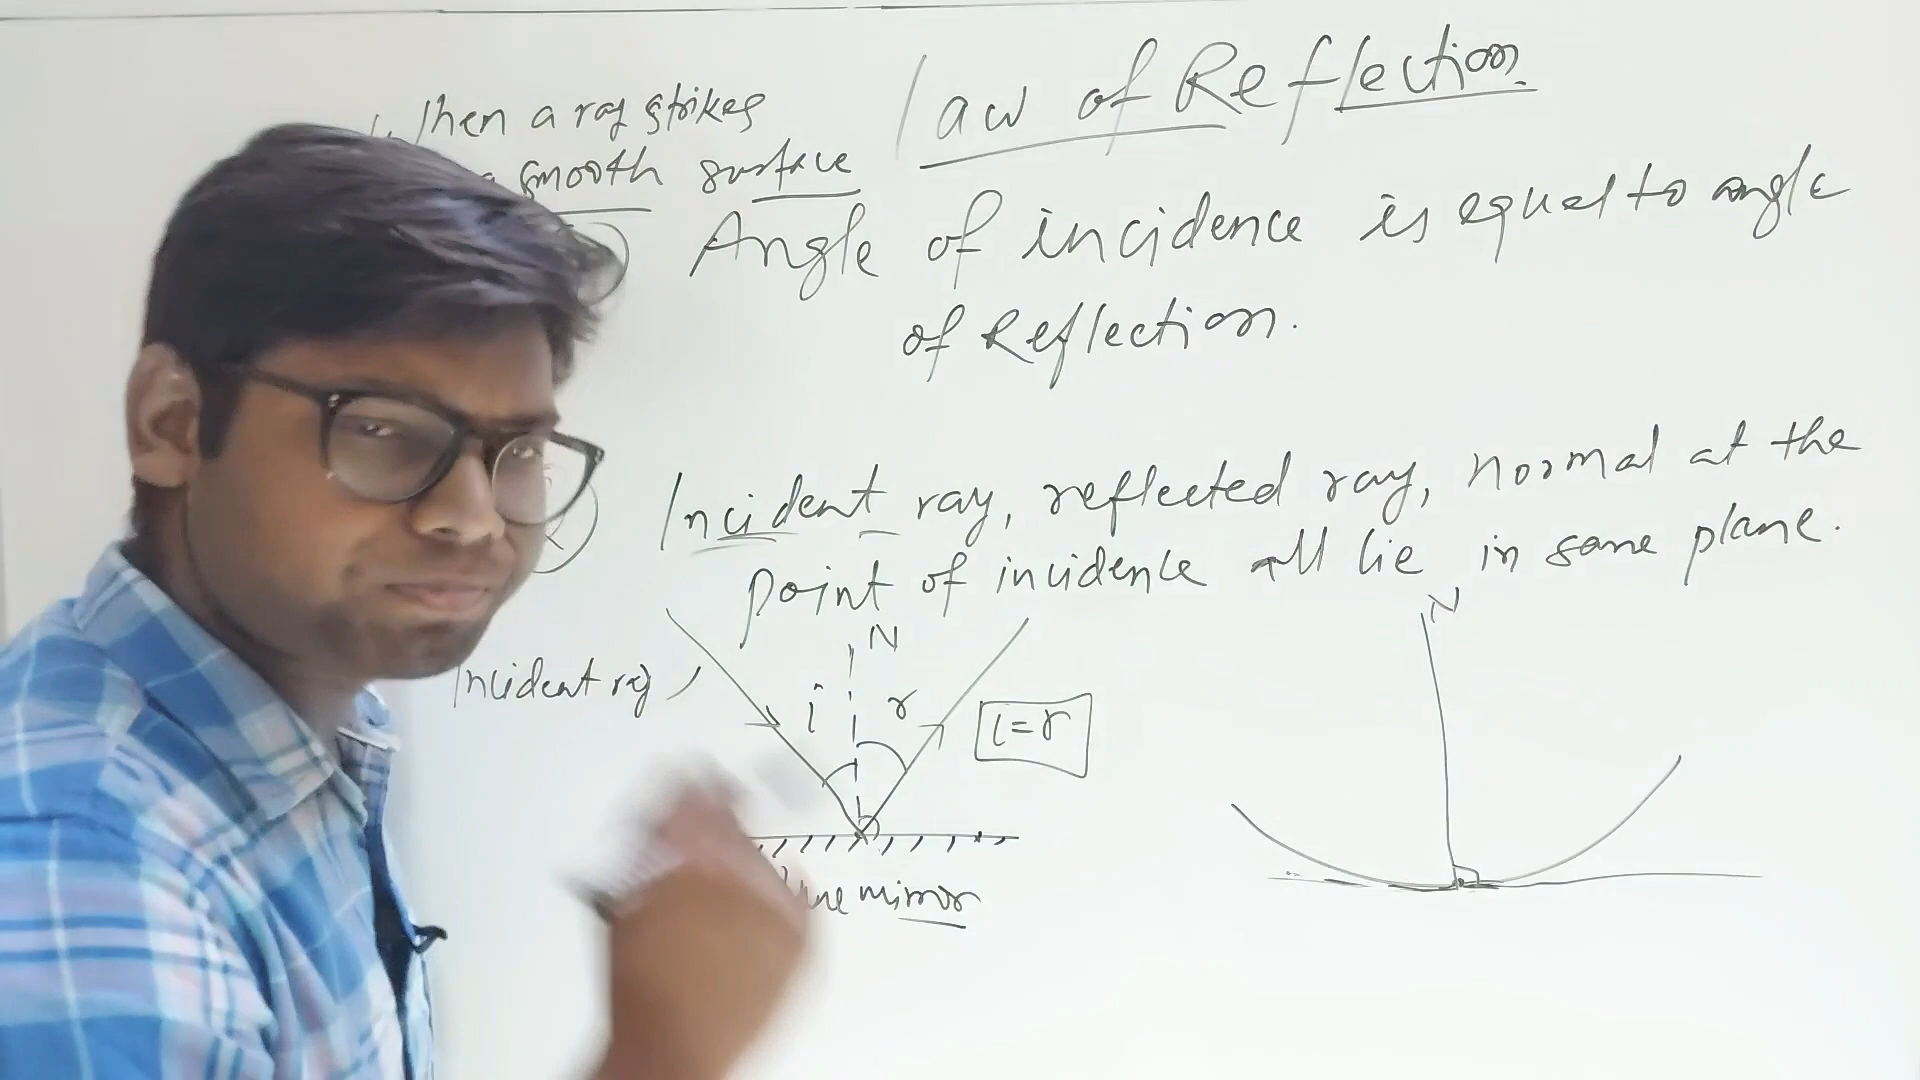 Law of Reflection.
When a ray strikes
smooth surface
Angle of incidence is equal to angle
of Reflection.
Incident ray, reflected ray, normal at the
point of incidence all lie in same plane.
N
N
Incident ray
i
r
i=r
mirror